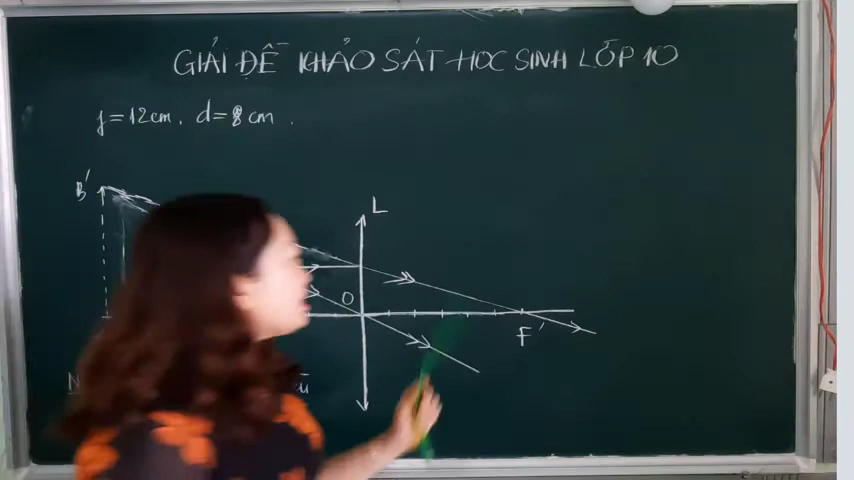 GIẢI ĐỀ KHẢO SÁT HỌC SINH LỚP 10
f = 12cm. d = 8 cm.
B'
L
O
F'
N